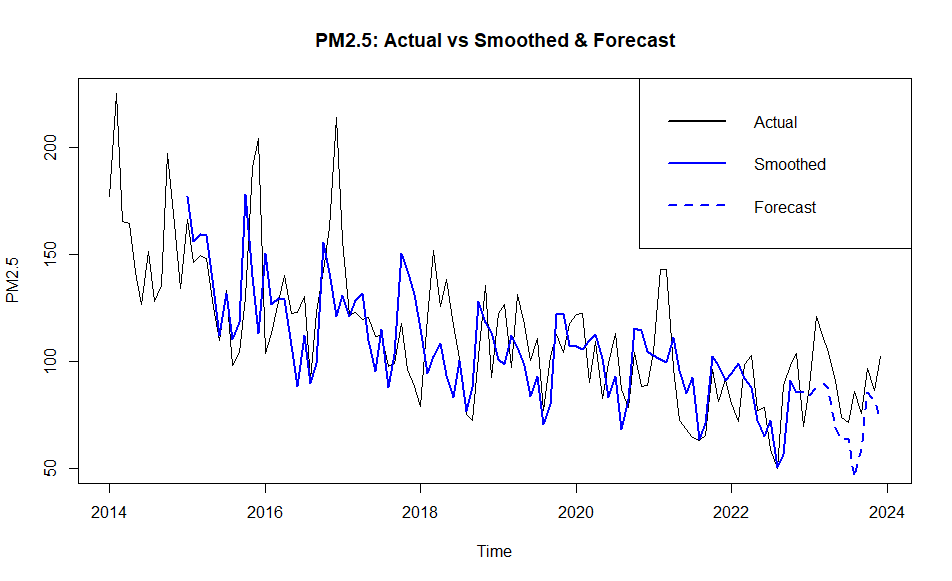 PM2.5: Actual vs Smoothed & Forecast
Actual
Smoothed
Forecast
PM2.5
200
150
100
50
2014 2016 2018 2020 2022 2024
Time